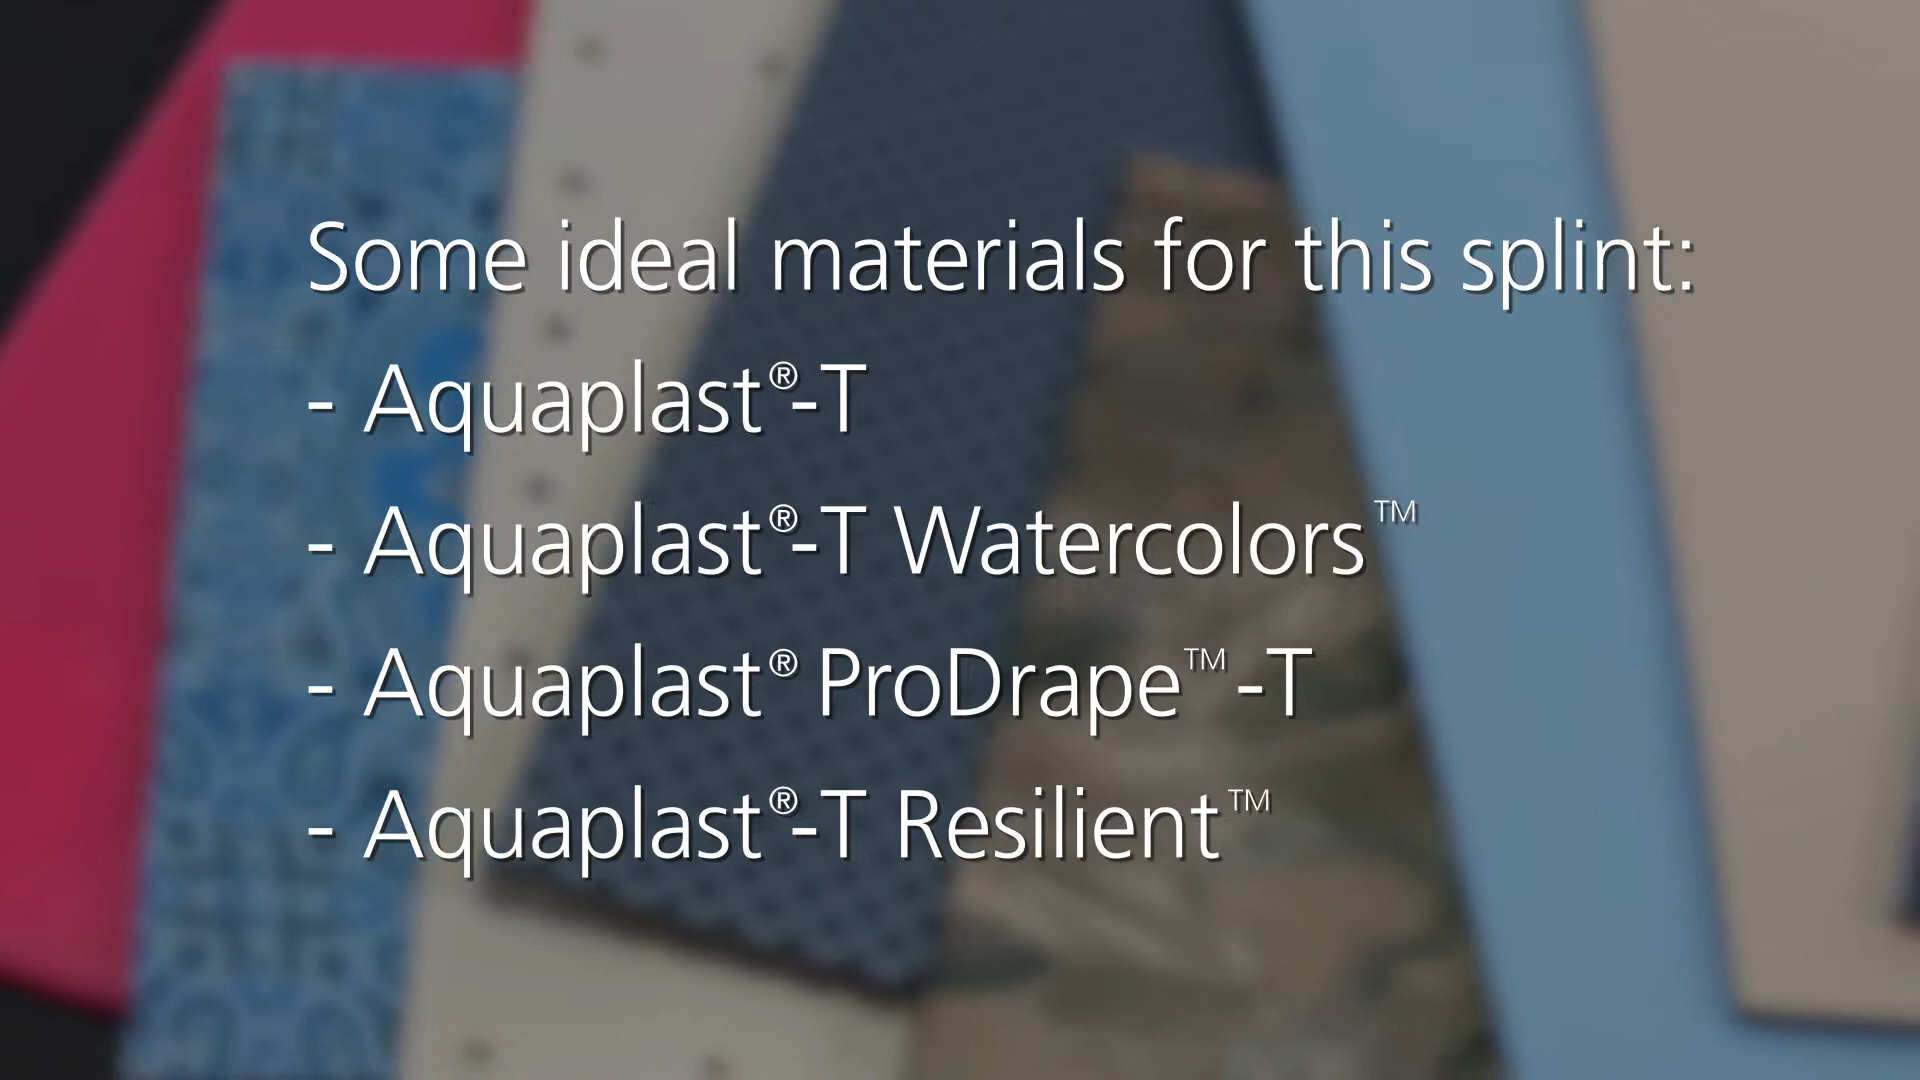 Some ideal materials for this splint:
- Aquaplast®-T
- Aquaplast®-T Watercolors™
- Aquaplast® ProDrape™-T
- Aquaplast®-T Resilient™